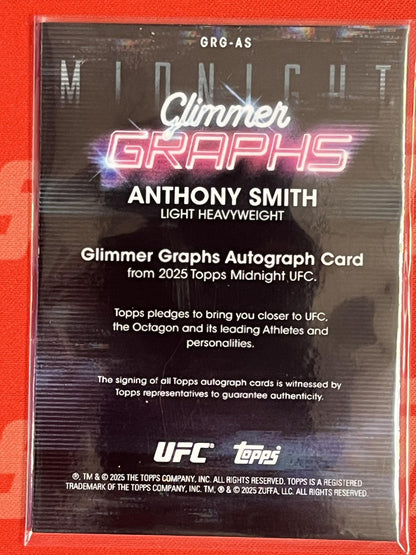 GRG-AS
MIDNIGHT
Glimmer
GRAPHS
ANTHONY SMITH
LIGHT HEAVYWEIGHT
Glimmer Graphs Autograph Card
from 2025 Topps Midnight UFC.
Topps pledges to bring you closer to UFC,
the Octagon and its leading Athletes and
personalities.
The signing of all Topps autograph cards is witnessed by
Topps representatives to guarantee authenticity.
UFC® Topps
®, TM & © 2025 THE TOPPS COMPANY, INC. ALL RIGHTS RESERVED. TOPPS IS A REGISTERED
TRADEMARK OF THE TOPPS COMPANY, INC. TM, ® & © 2025 ZUFFA, LLC. ALL RIGHTS RESERVED.